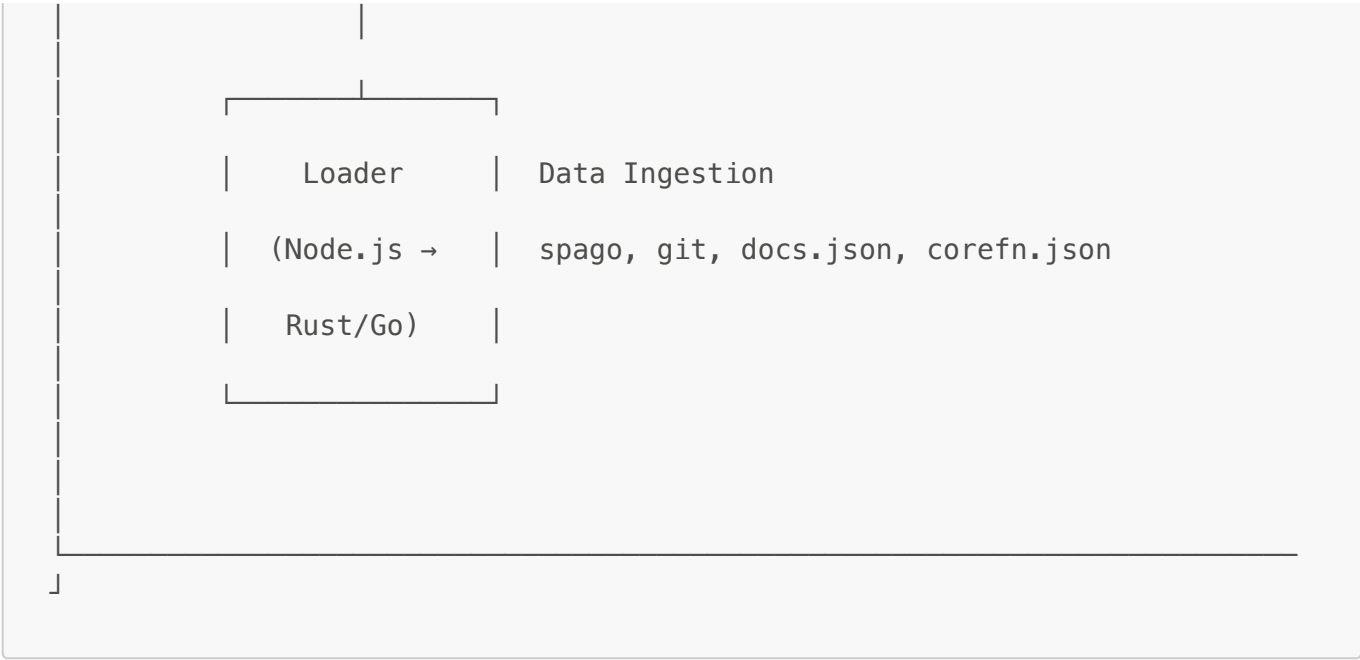 Loader Data Ingestion
(Node.js → spago, git, docs.json, corefn.json
Rust/Go)